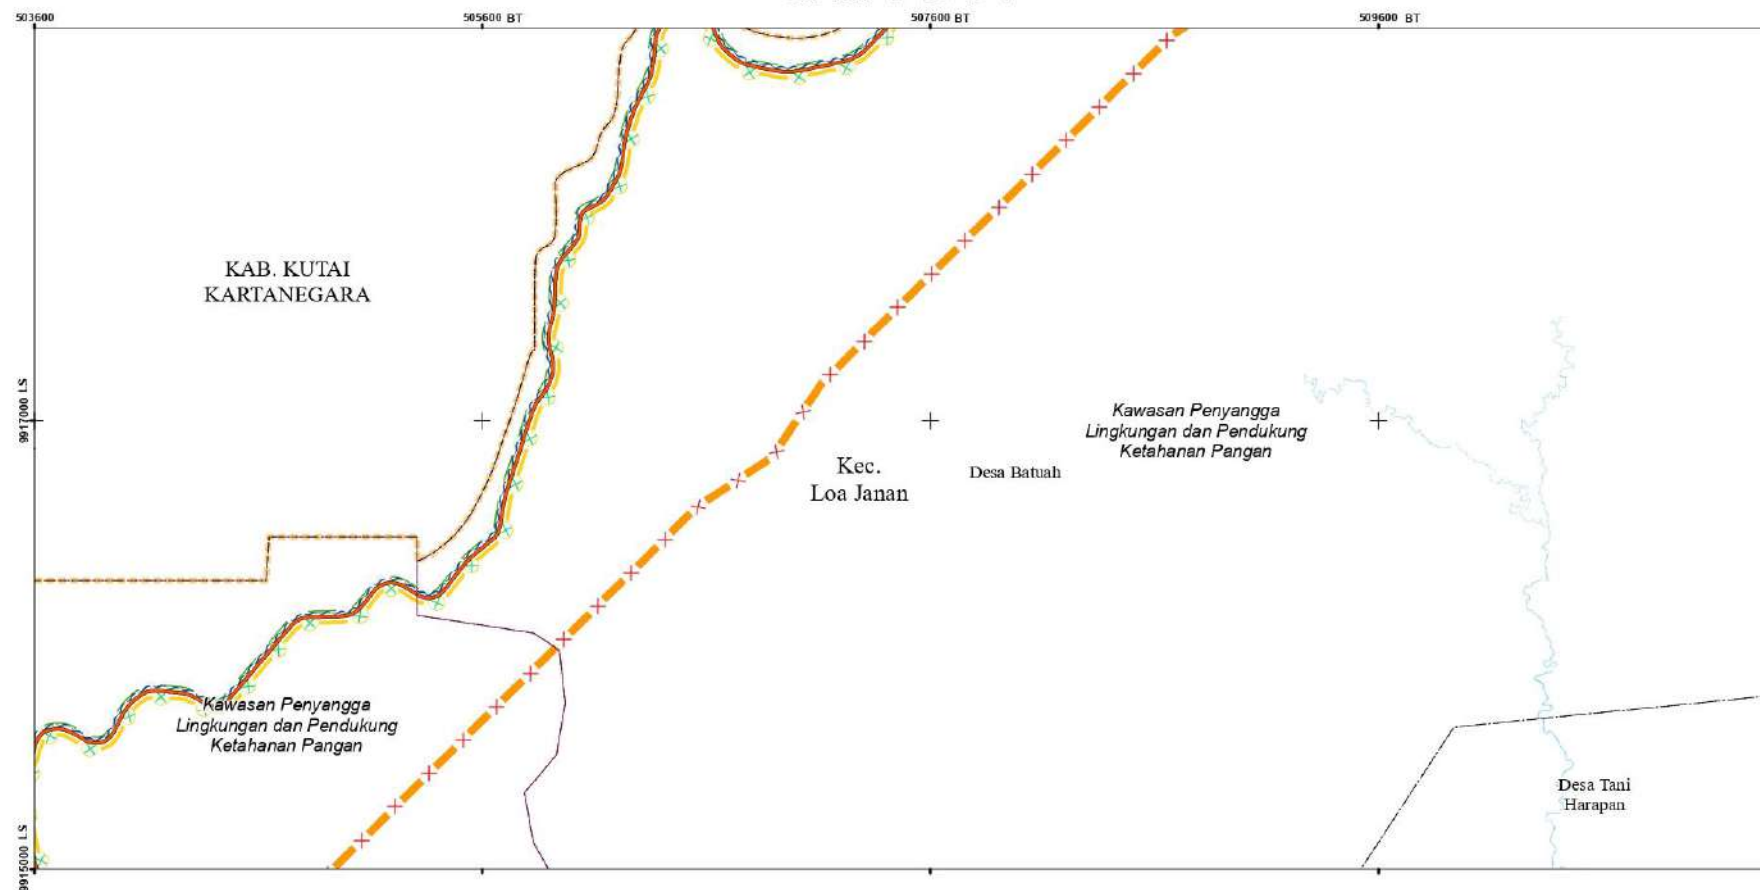 503600
505600 BT
507600 BT
509600 BT
KAB. KUTAI
KARTANEGARA
9917000 LS
Kawasan Penyangga
Lingkungan dan Pendukung
Ketahanan Pangan
Kec.
Loa Janan
Desa Batuah
Kawasan Penyangga
Lingkungan dan Pendukung
Ketahanan Pangan
Desa Tani
Harapan
9915000 LS